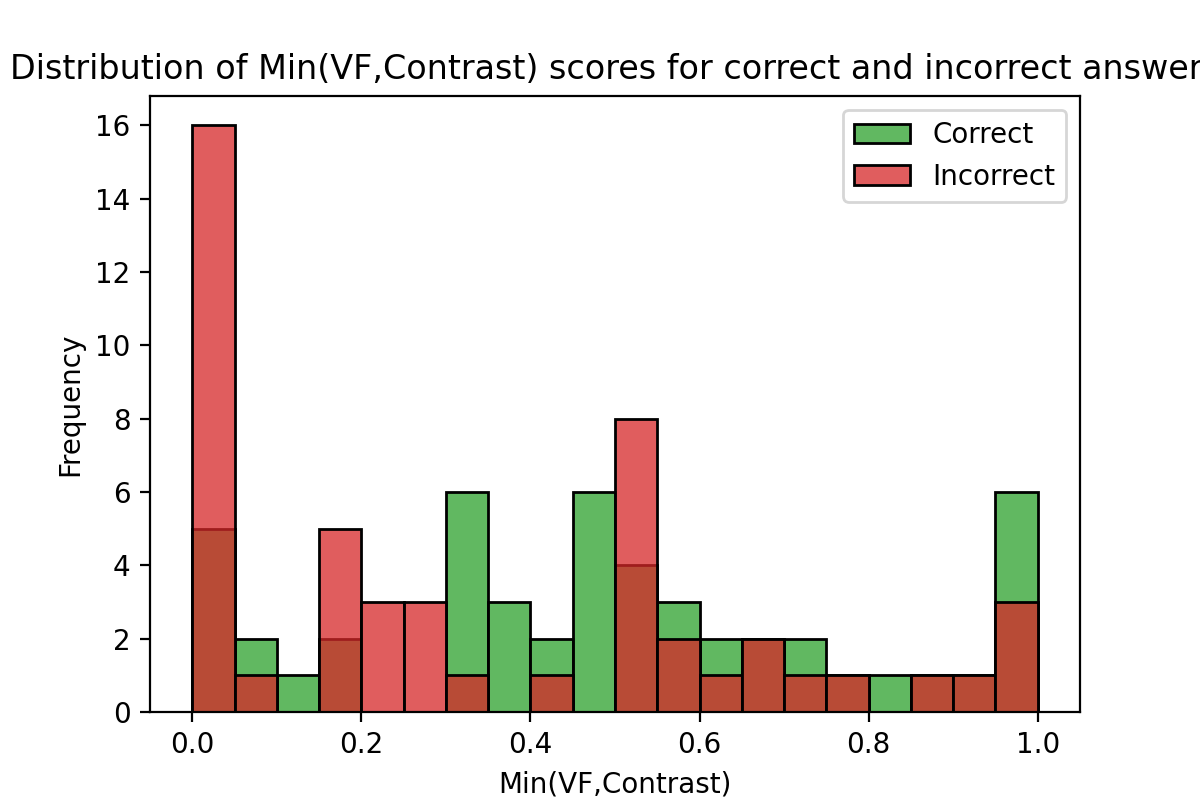 Distribution of Min(VF,Contrast) scores for correct and incorrect answer
Correct
Incorrect
16
14
12
10
8
6
4
2
0
Frequency
0.0 0.2 0.4 0.6 0.8 1.0
Min(VF,Contrast)